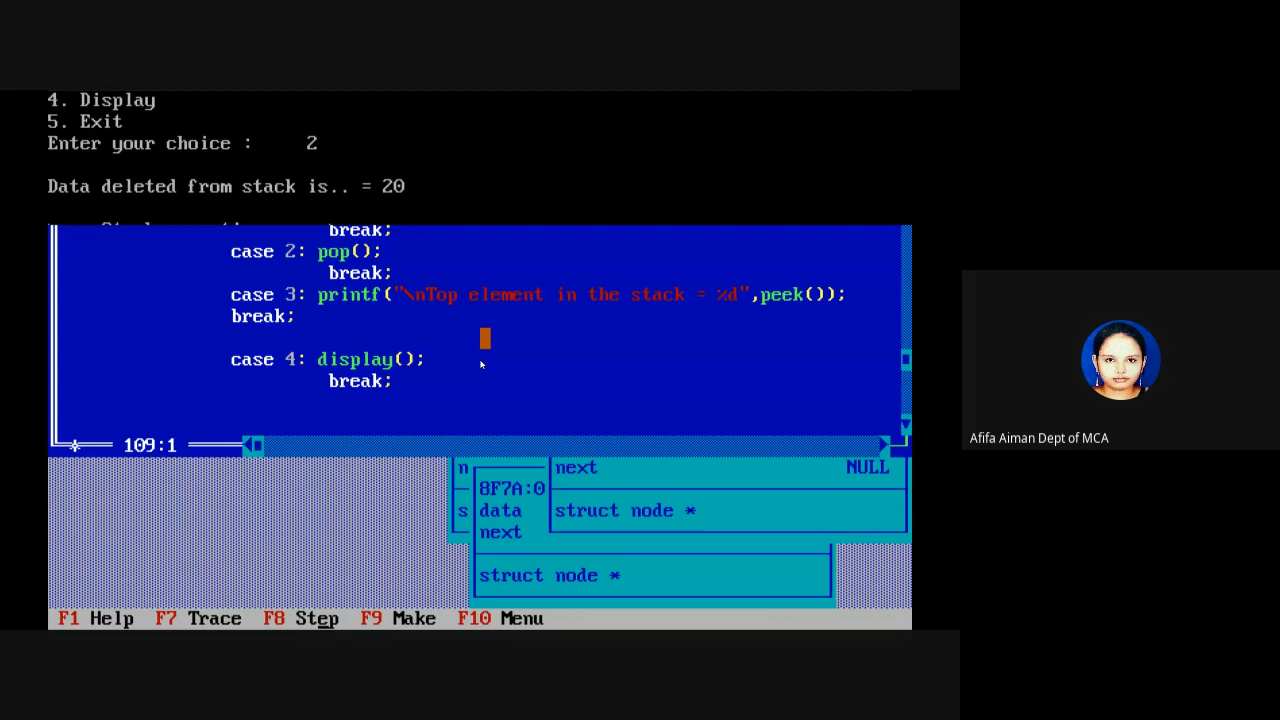 4. Display
5. Exit
Enter your choice : 2
Data deleted from stack is.. = 20
break;
case 2: pop();
break;
case 3: printf("\nTop element in the stack = %d",peek());
break;
case 4: display();
break;
109:1
n
next NULL
8F7A:0
s data
struct node *
next
struct node *
F1 Help F7 Trace F8 Step F9 Make F10 Menu
Afifa Aiman Dept of MCA